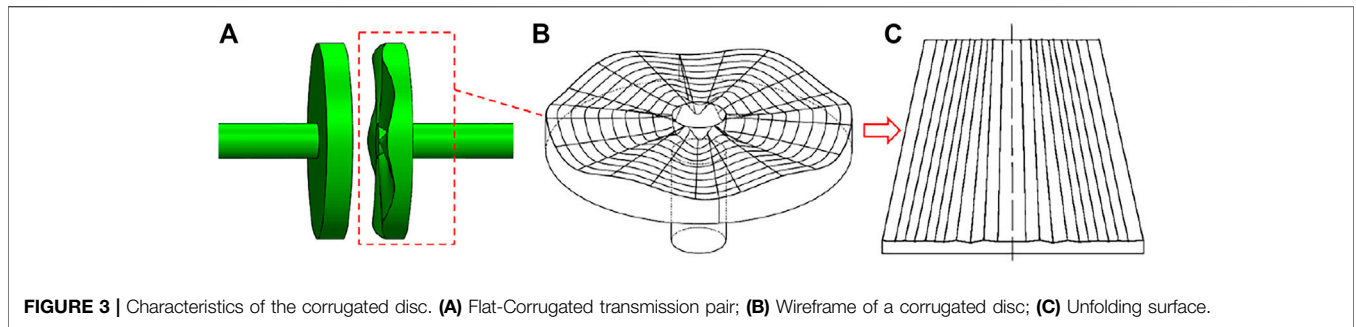 A
B
C
FIGURE 3 | Characteristics of the corrugated disc. (A) Flat-Corrugated transmission pair; (B) Wireframe of a corrugated disc; (C) Unfolding surface.